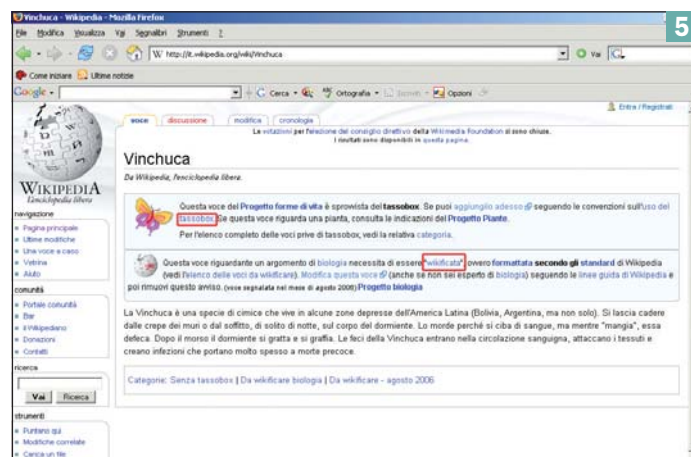 Vinchuca - Wikipedia - Mozilla Firefox
5
File Modifica Visualizza Vai Segnalibri Strumenti ?
http://it.wikipedia.org/wiki/Vinchuca Vai
Come iniziare Ultime notizie
Google Cerca Ortografia Opzioni
Entra / Registrati
voce discussione modifica cronologia
Le votazioni per l'elezione del consiglio direttivo della Wikimedia Foundation si sono chiuse.
I risultati sono disponibili in questa pagina.
Vinchuca
Da Wikipedia, l'enciclopedia libera.
Questa voce del Progetto forme di vita è sprovvista del tassobox. Se puoi aggiungilo adesso seguendo le convenzioni sull'uso del
tassobox. Se questa voce riguarda una pianta, consulta le indicazioni del Progetto Piante.
Per l'elenco delle voci prive di tassobox, vedi la relativa categoria.
Questa voce riguardante un argomento di biologia necessita di essere "wikificata", ovvero formattata secondo gli standard di Wikipedia
(vedi l'elenco delle voci da wikificare). Modifica questa voce (anche se non sei esperto di biologia) seguendo le linee guida di Wikipedia e
poi rimuovi questo avviso. (voce segnalata nel mese di agosto 2006) Progetto biologia
La Vinchuca è una specie di cimice che vive in alcune zone depresse dell'America Latina (Bolivia, Argentina, ma non solo). Si lascia cadere
dalle crepe dei muri o dal soffitto, di solito di notte, sul corpo del dormiente. Lo morde perché si ciba di sangue, ma mentre "mangia", essa
defeca. Dopo il morso il dormiente si gratta e si graffia. Le feci della Vinchuca entrano nella circolazione sanguigna, attaccano i tessuti e
creano infezioni che portano molto spesso a morte precoce.
Categorie: Senza tassobox | Da wikificare biologia | Da wikificare - agosto 2006
WIKIPEDIA
L'enciclopedia libera
navigazione
Pagina principale
Ultime modifiche
Una voce a caso
Vetrina
Aiuto
comunità
Portale comunità
Bar
Il Wikipediano
Donazioni
Contatti
ricerca
Vai Ricerca
strumenti
Puntano qui
Modifiche correlate
Carica un file